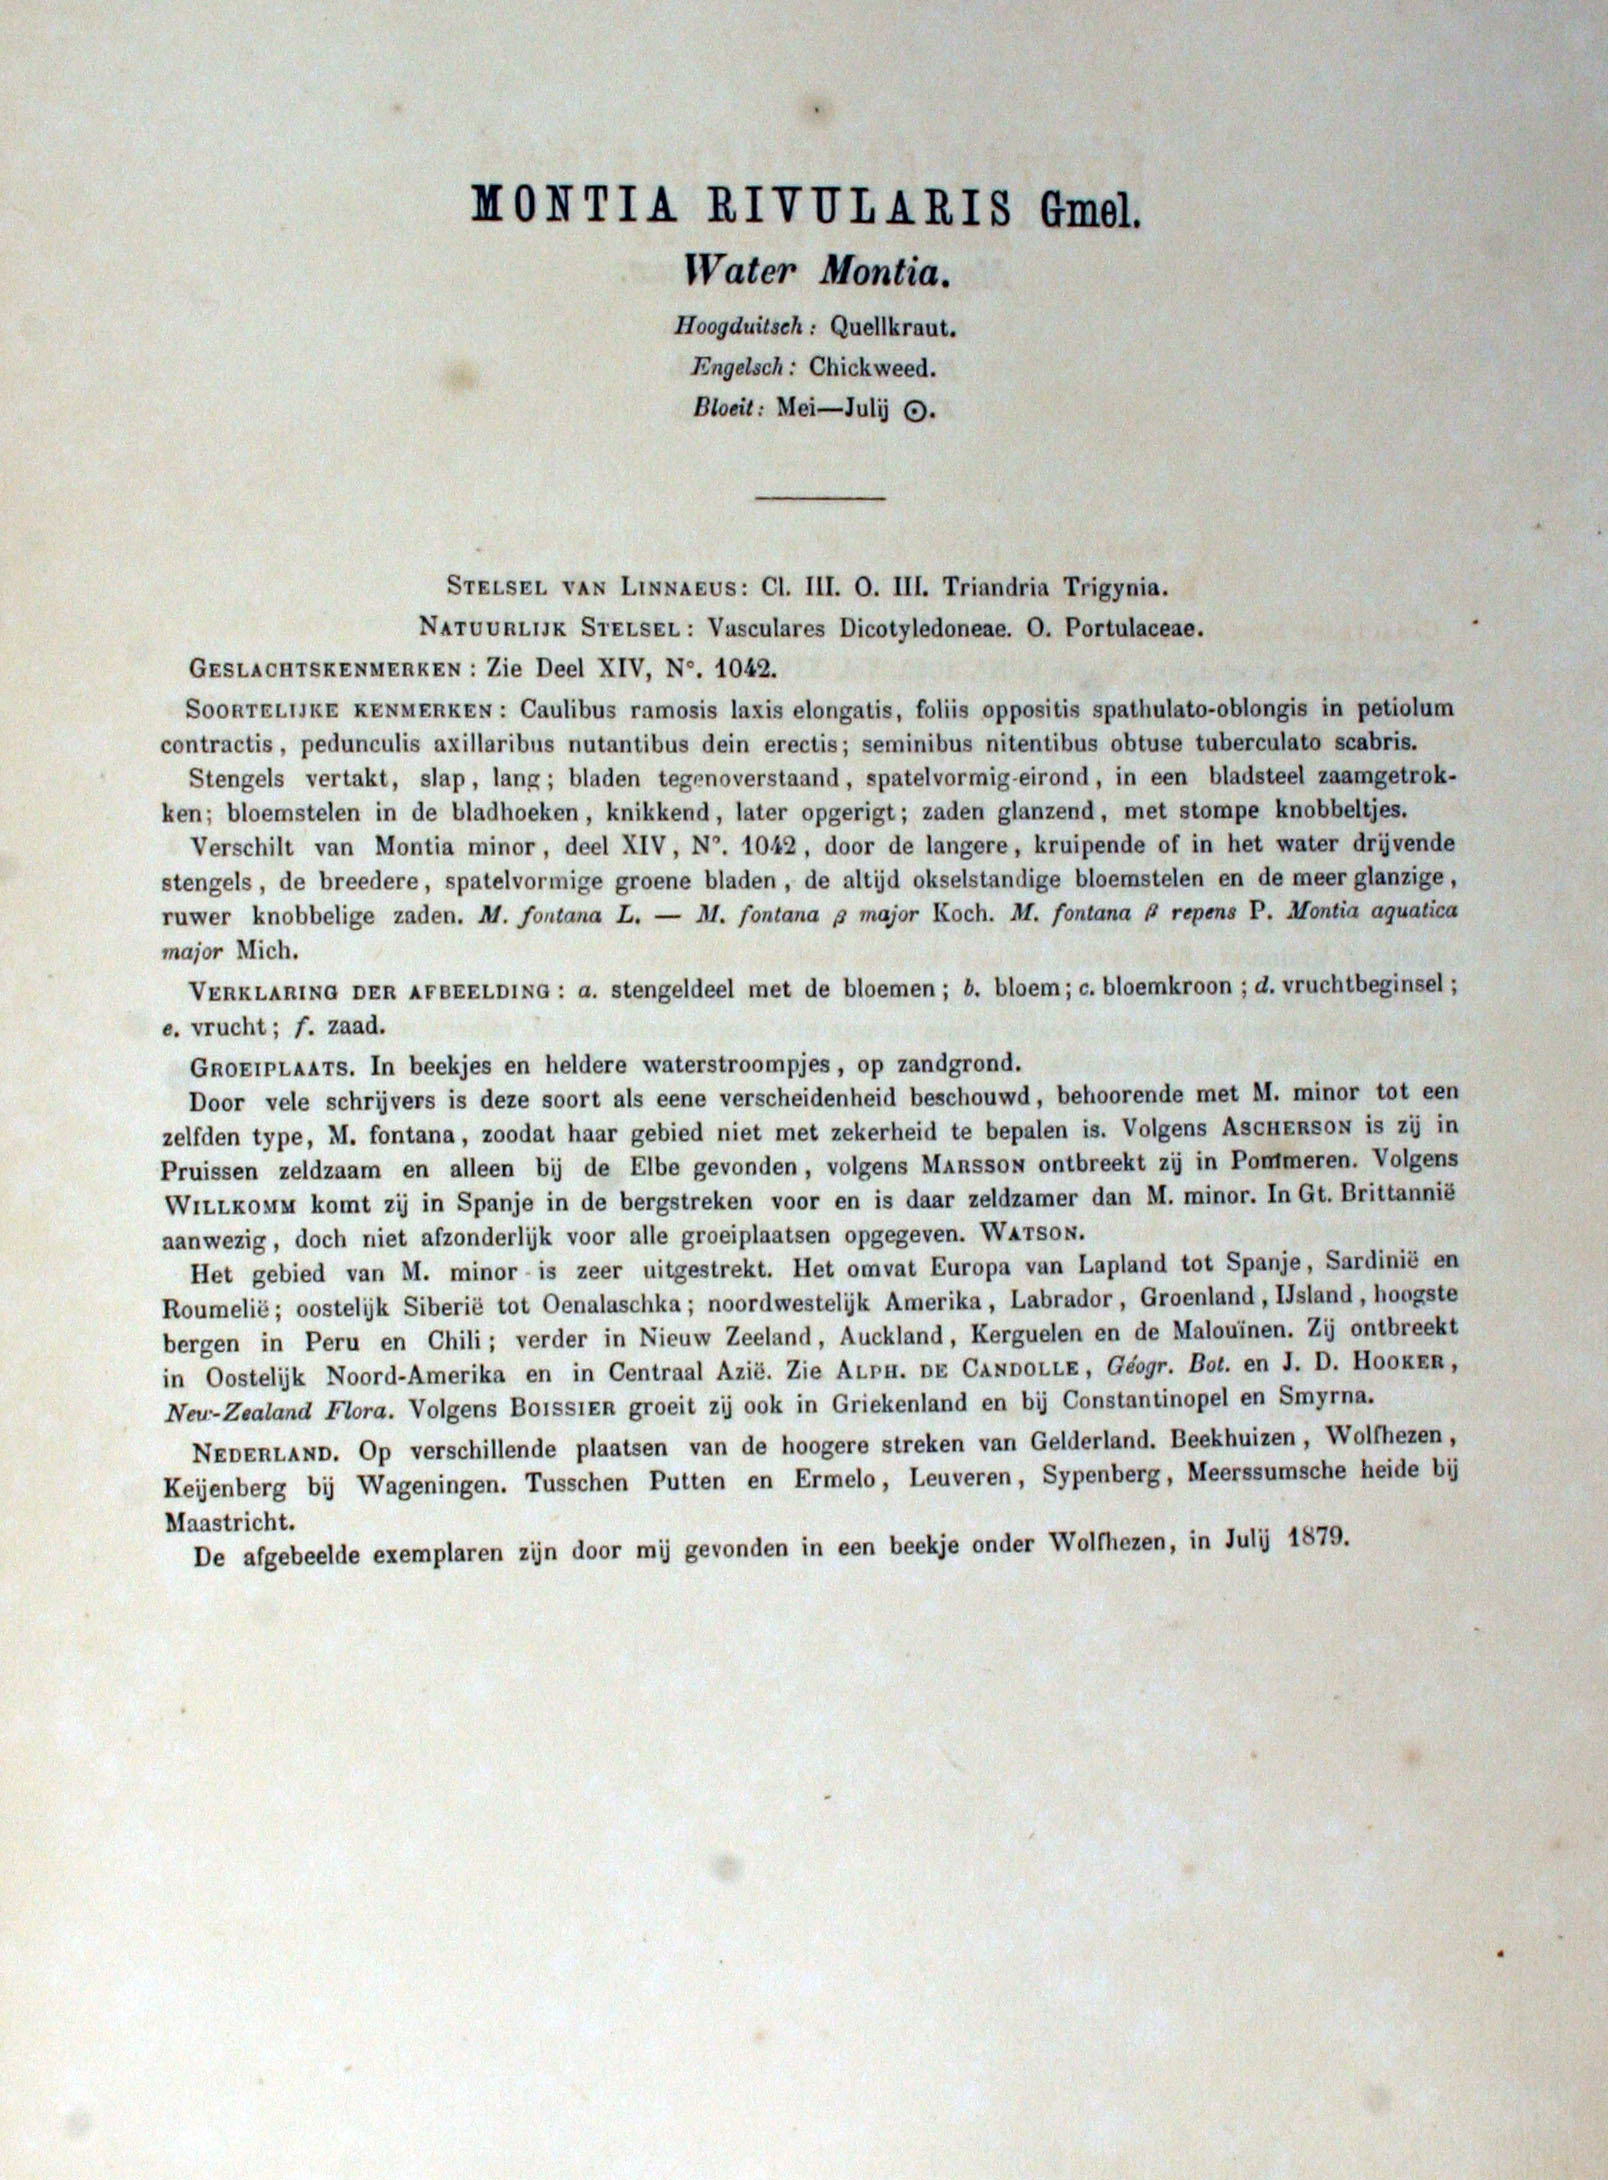 MONTIA RIVULARIS Gmel.
Water Montia.
Hoogduitsch: Quellkraut.
Engelsch: Chickweed.
Bloeit: Mei—Julij ⊙.
STELSEL VAN LINNAEUS: Cl. III. O. III. Triandria Trigynia.
NATUURLIJK STELSEL: Vasculares Dicotyledoneae. O. Portulaceae.
GESLACHTSKENMERKEN: Zie Deel XIV, N°. 1042.
SOORTELIJKE KENMERKEN: Caulibus ramosis laxis elongatis, foliis oppositis spathulato-oblongis in petiolum
contractis, pedunculis axillaribus nutantibus dein erectis; seminibus nitentibus obtuse tuberculato scabris.
Stengels vertakt, slap, lang; bladen tegenoverstaand, spatelvormig-eirond, in een bladsteel zaamgetrok-
ken; bloemstelen in de bladhoeken, knikkend, later opgerigt; zaden glanzend, met stompe knobbeltjes.
Verschilt van Montia minor, deel XIV, N°. 1042, door de langere, kruipende of in het water drijvende
stengels, de breedere, spatelvormige groene bladen, de altijd okselstandige bloemstelen en de meer glanzige,
ruwer knobbelige zaden. M. fontana L. — M. fontana β major Koch. M. fontana β repens P. Montia aquatica
major Mich.
VERKLARING DER AFBEELDING: a. stengeldeel met de bloemen; b. bloem; c. bloemkroon; d. vruchtbeginsel;
e. vrucht; f. zaad.
GROEIPLAATS. In beekjes en heldere waterstroompjes, op zandgrond.
Door vele schrijvers is deze soort als eene verscheidenheid beschouwd, behoorende met M. minor tot een
zelfden type, M. fontana, zoodat haar gebied niet met zekerheid te bepalen is. Volgens ASCHERSON is zij in
Pruissen zeldzaam en alleen bij de Elbe gevonden, volgens MARSSON ontbreekt zij in Pommeren. Volgens
WILLKOMM komt zij in Spanje in de bergstreken voor en is daar zeldzamer dan M. minor. In Gt. Brittannië
aanwezig, doch niet afzonderlijk voor alle groeiplaatsen opgegeven. WATSON.
Het gebied van M. minor is zeer uitgestrekt. Het omvat Europa van Lapland tot Spanje, Sardinië en
Roumelië; oostelijk Siberië tot Oenalaschka; noordwestelijk Amerika, Labrador, Groenland, IJsland, hoogste
bergen in Peru en Chili; verder in Nieuw Zeeland, Auckland, Kerguelen en de Malouïnen. Zij ontbreekt
in Oostelijk Noord-Amerika en in Centraal Azië. Zie ALPH. DE CANDOLLE, Géogr. Bot. en J. D. HOOKER,
New-Zealand Flora. Volgens BOISSIER groeit zij ook in Griekenland en bij Constantinopel en Smyrna.
NEDERLAND. Op verschillende plaatsen van de hoogere streken van Gelderland. Beekhuizen, Wolfhezen,
Keijenberg bij Wageningen. Tusschen Putten en Ermelo, Leuveren, Sypenberg, Meerssumsche heide bij
Maastricht.
De afgebeelde exemplaren zijn door mij gevonden in een beekje onder Wolfhezen, in Julij 1879.